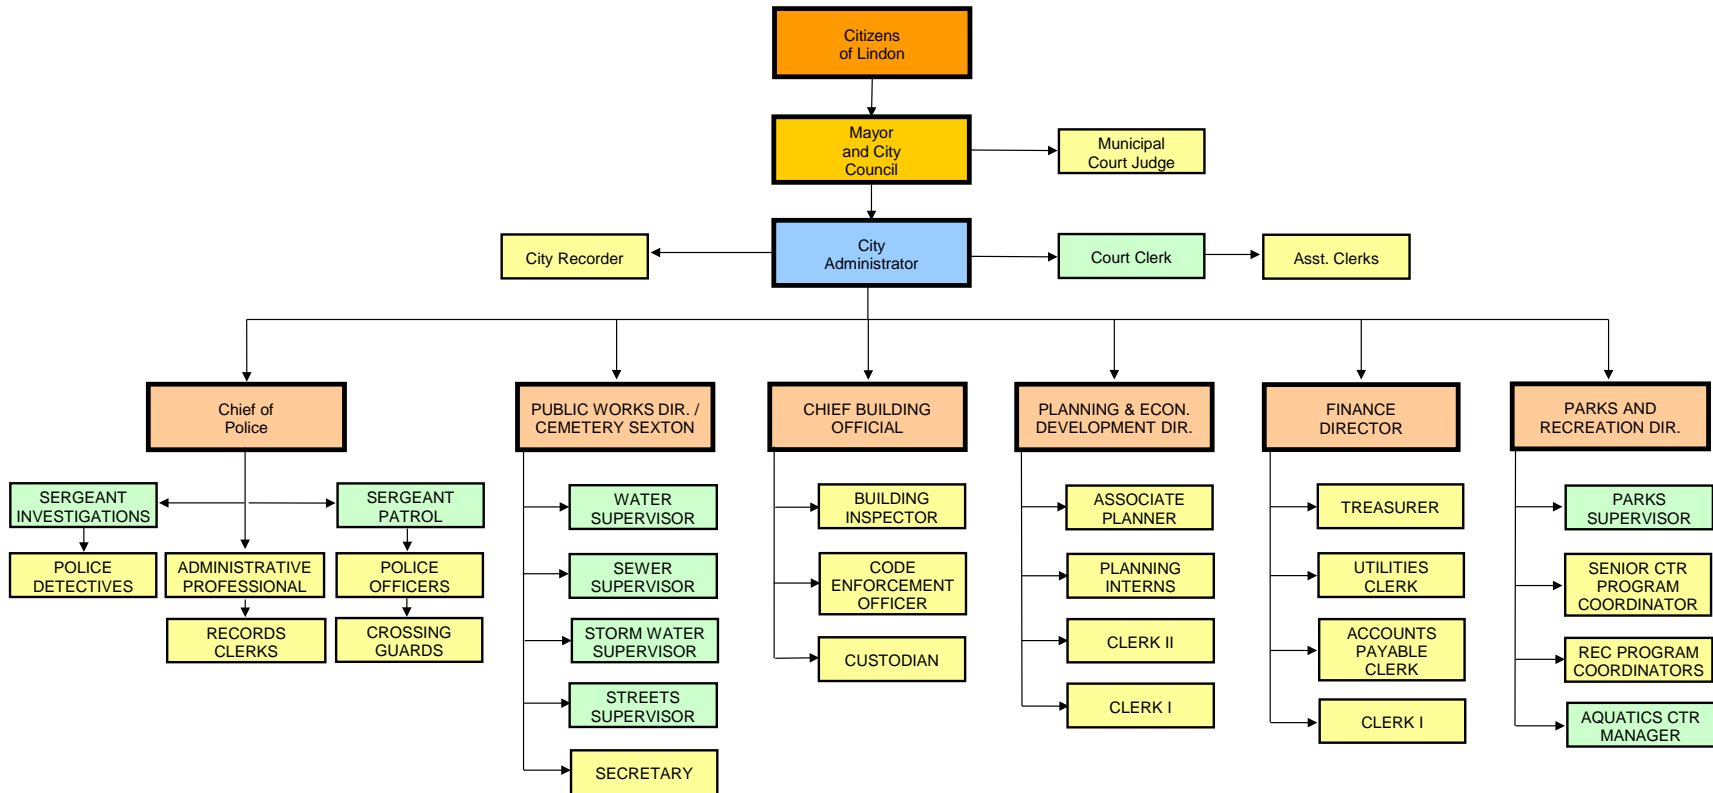 Citizens
of Lindon
Mayor
and City
Council
Municipal
Court Judge
City Recorder
City
Administrator
Court Clerk
Asst. Clerks
Chief of
Police
PUBLIC WORKS DIR. /
CEMETERY SEXTON
CHIEF BUILDING
OFFICIAL
PLANNING & ECON.
DEVELOPMENT DIR.
FINANCE
DIRECTOR
PARKS AND
RECREATION DIR.
SERGEANT
INVESTIGATIONS
SERGEANT
PATROL
POLICE
DETECTIVES
ADMINISTRATIVE
PROFESSIONAL
POLICE
OFFICERS
RECORDS
CLERKS
CROSSING
GUARDS
WATER
SUPERVISOR
SEWER
SUPERVISOR
STORM WATER
SUPERVISOR
STREETS
SUPERVISOR
SECRETARY
BUILDING
INSPECTOR
CODE
ENFORCEMENT
OFFICER
CUSTODIAN
ASSOCIATE
PLANNER
PLANNING
INTERNS
CLERK II
CLERK I
TREASURER
UTILITIES
CLERK
ACCOUNTS
PAYABLE
CLERK
CLERK I
PARKS
SUPERVISOR
SENIOR CTR
PROGRAM
COORDINATOR
REC PROGRAM
COORDINATORS
AQUATICS CTR
MANAGER